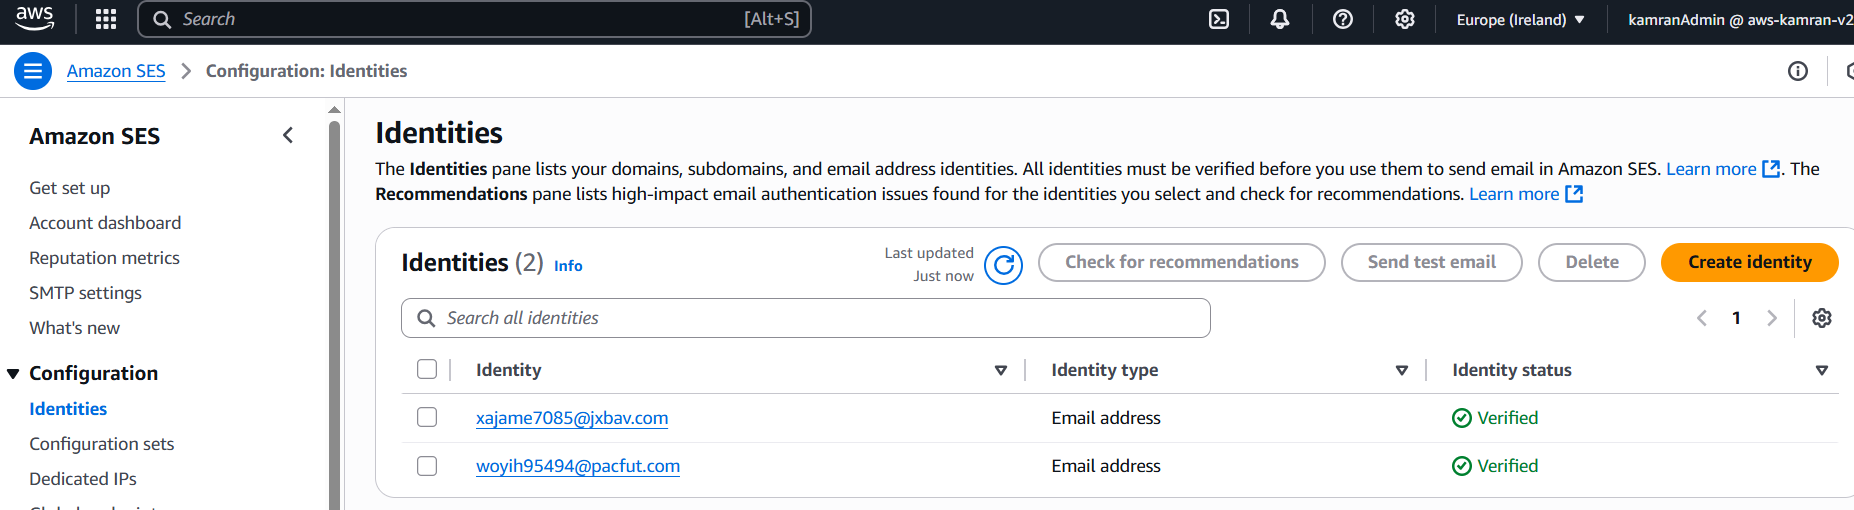 aws
Search [Alt+S]
Europe (Ireland)
kamranAdmin @ aws-kamran-v2
Amazon SES
Configuration: Identities
Amazon SES
Get set up
Account dashboard
Reputation metrics
SMTP settings
What's new
Configuration
Identities
Configuration sets
Dedicated IPs
Identities
The Identities pane lists your domains, subdomains, and email address identities. All identities must be verified before you use them to send email in Amazon SES. Learn more. The
Recommendations pane lists high-impact email authentication issues found for the identities you select and check for recommendations. Learn more
Identities (2) Info
Last updated
Just now
Check for recommendations
Send test email
Delete
Create identity
Search all identities
1
Identity Identity type Identity status
xajame7085@jxbav.com Email address Verified
woyih95494@pacfut.com Email address Verified